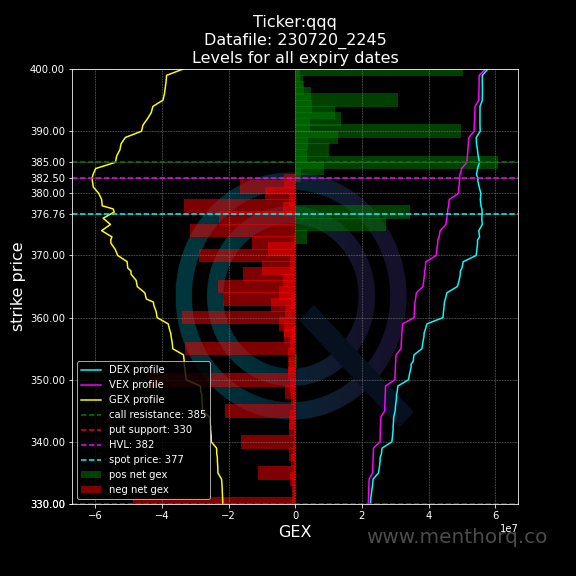 Ticker:qqq
Datafile: 230720_2245
Levels for all expiry dates
400.00
390.00
385.00
382.50
380.00
376.76
370.00
360.00
350.00
340.00
330.00
strike price
DEX profile
VEX profile
GEX profile
call resistance: 385
put support: 330
HVL: 382
spot price: 377
pos net gex
neg net gex
−6 −4 −2 0 2 4 6
1e7
GEX
www.menthorq.co